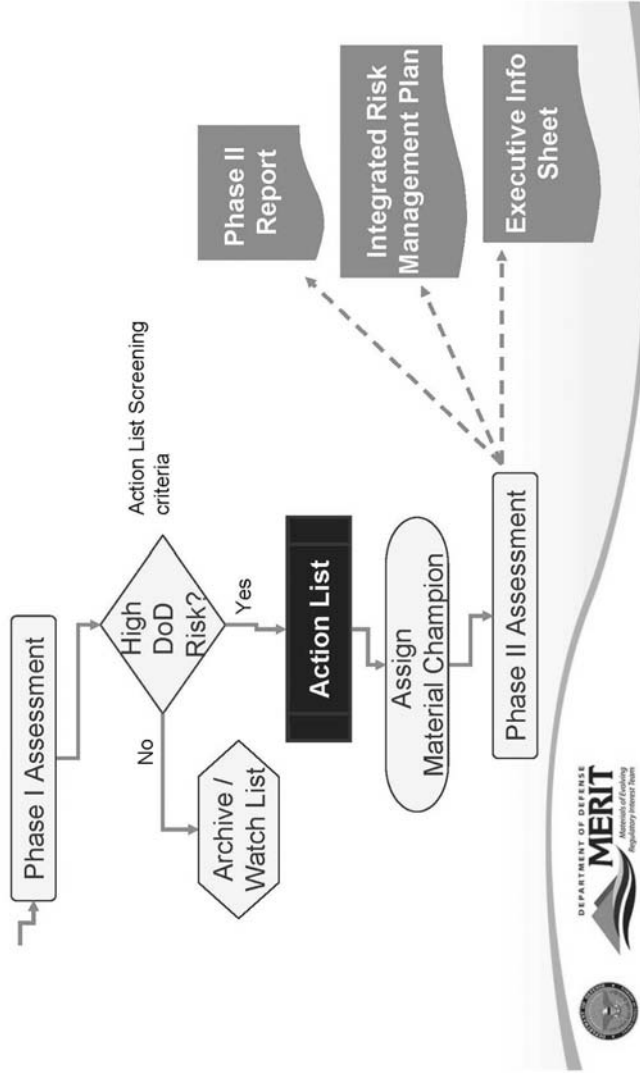 Phase I Assessment
High
DoD
Risk?
Action List Screening
criteria
No
Yes
Archive /
Watch List
Action List
Assign
Material Champion
Phase II Assessment
Phase II
Report
Integrated Risk
Management Plan
Executive Info
Sheet
DEPARTMENT OF DEFENSE
MERIT
Materials of Evolving
Regulatory Interest Team